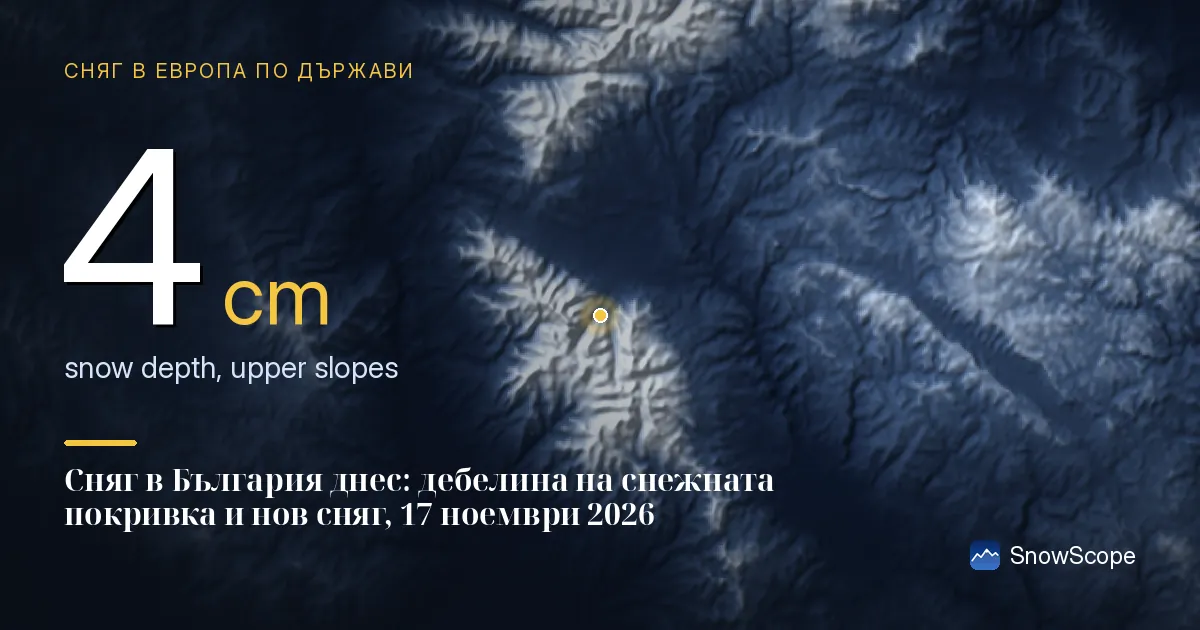 СНЯГ В ЕВРОПА ПО ДЪРЖАВИ
4 cm
snow depth, upper slopes
Сняг в България днес: дебелина на снежната
покривка и нов сняг, 17 ноември 2026
SnowScope